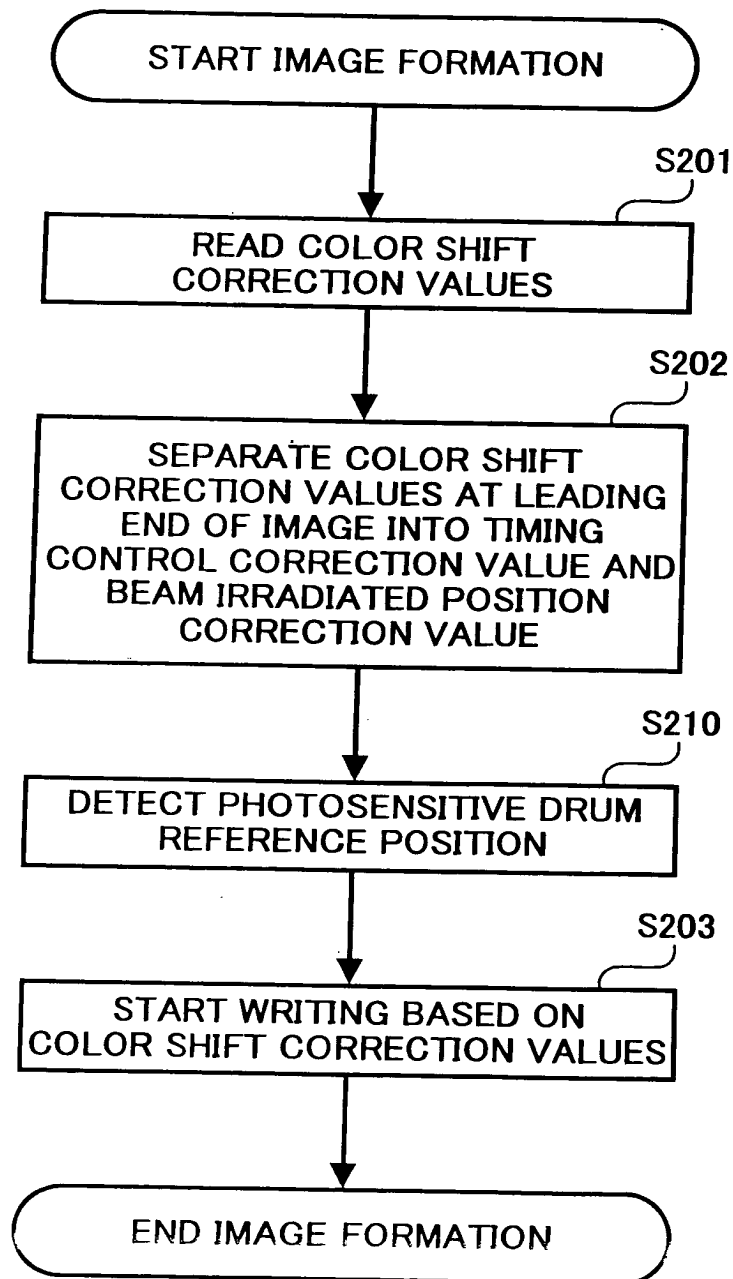 START IMAGE FORMATION
S201
READ COLOR SHIFT
CORRECTION VALUES
S202
SEPARATE COLOR SHIFT
CORRECTION VALUES AT LEADING
END OF IMAGE INTO TIMING
CONTROL CORRECTION VALUE AND
BEAM IRRADIATED POSITION
CORRECTION VALUE
S210
DETECT PHOTOSENSITIVE DRUM
REFERENCE POSITION
S203
START WRITING BASED ON
COLOR SHIFT CORRECTION VALUES
END IMAGE FORMATION